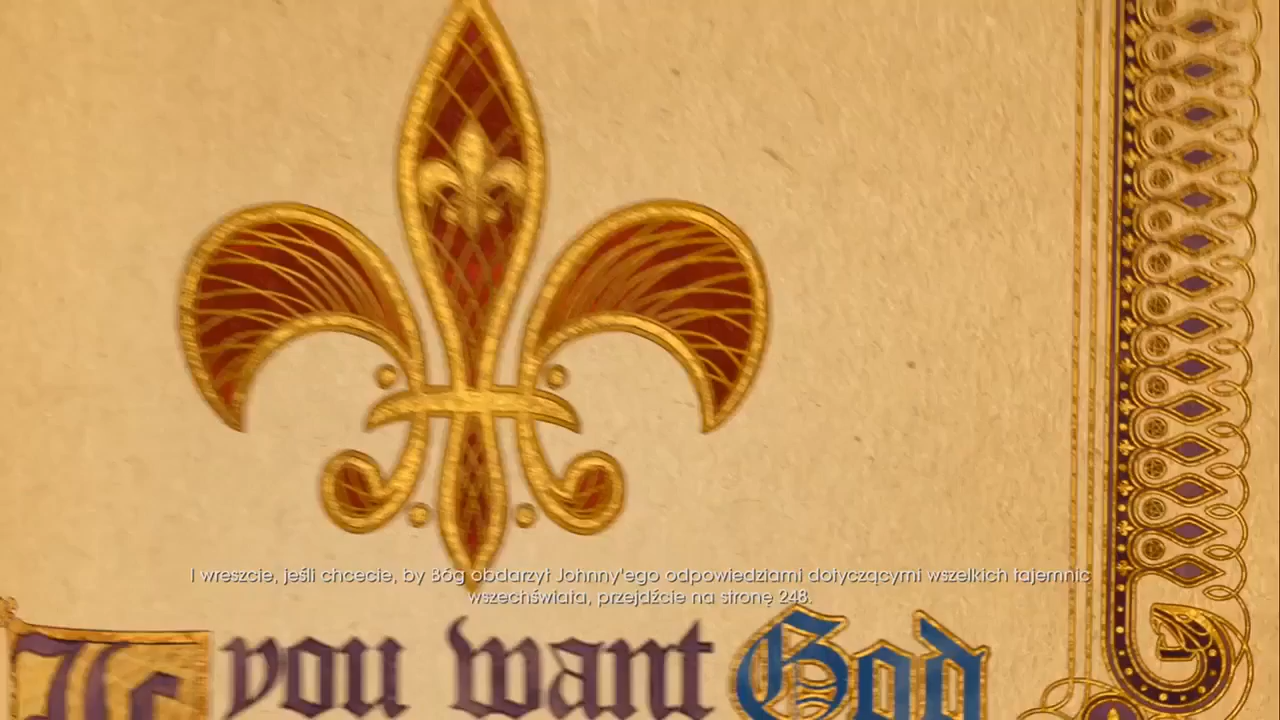 I wreszcie, jeśli chcecie, by Bóg obdarzył Johnny'ego odpowiedziami dotyczącymi wszelkich tajemnic
wszechświata, przejdźcie na stronę 248.
If you want God